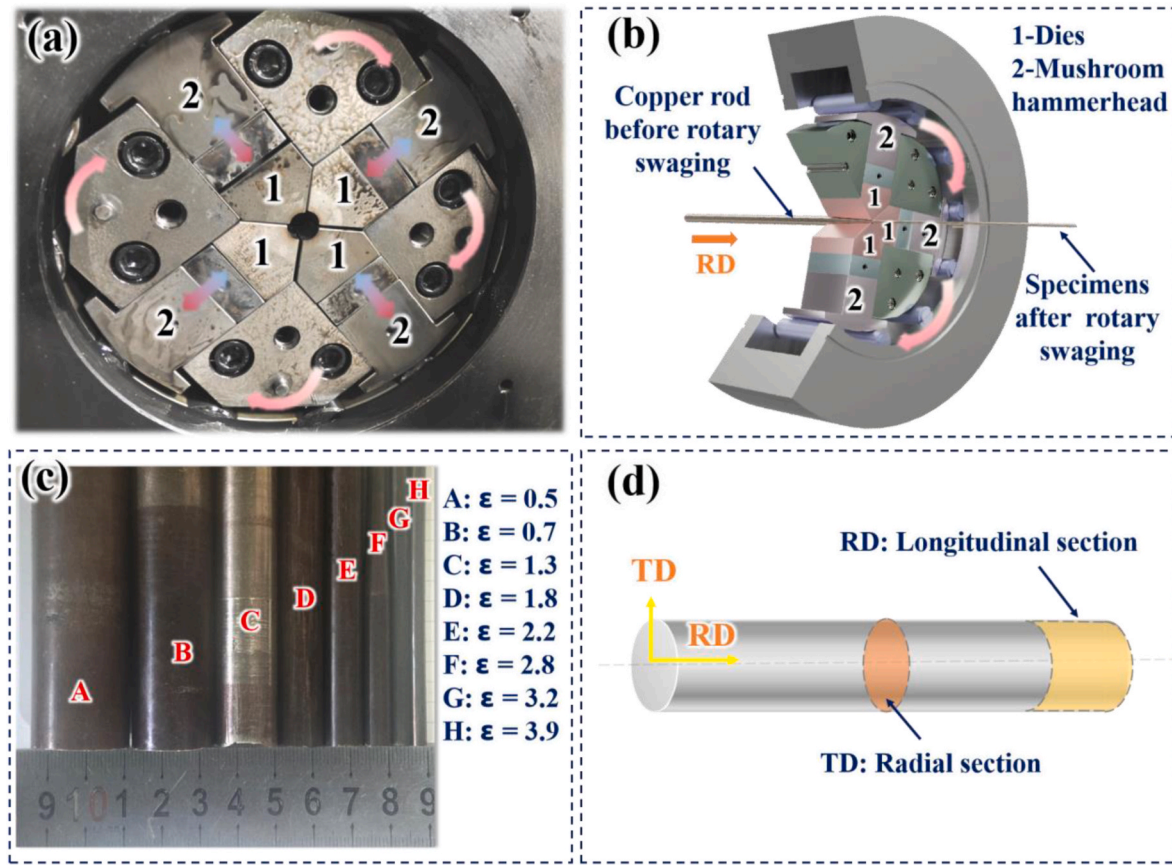 (a)
2
2
1
1
1
1
2
2
(b)
1-Dies
2-Mushroom
hammerhead
Copper rod
before rotary
swaging
2
1
1
1
2
2
RD
Specimens
after rotary
swaging
(c)
A
B
C
D
E
F
G
H
A: ε = 0.5
B: ε = 0.7
C: ε = 1.3
D: ε = 1.8
E: ε = 2.2
F: ε = 2.8
G: ε = 3.2
H: ε = 3.9
9 10 1 2 3 4 5 6 7 8 9
(d)
RD: Longitudinal section
TD
RD
TD: Radial section